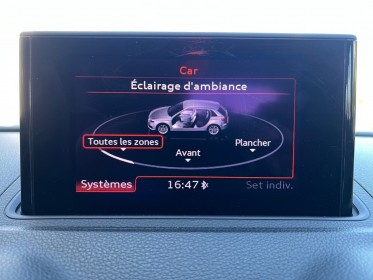 Car
Éclairage d'ambiance
Toutes les zones
Avant
Plancher
Systèmes 16:47 Set indiv.